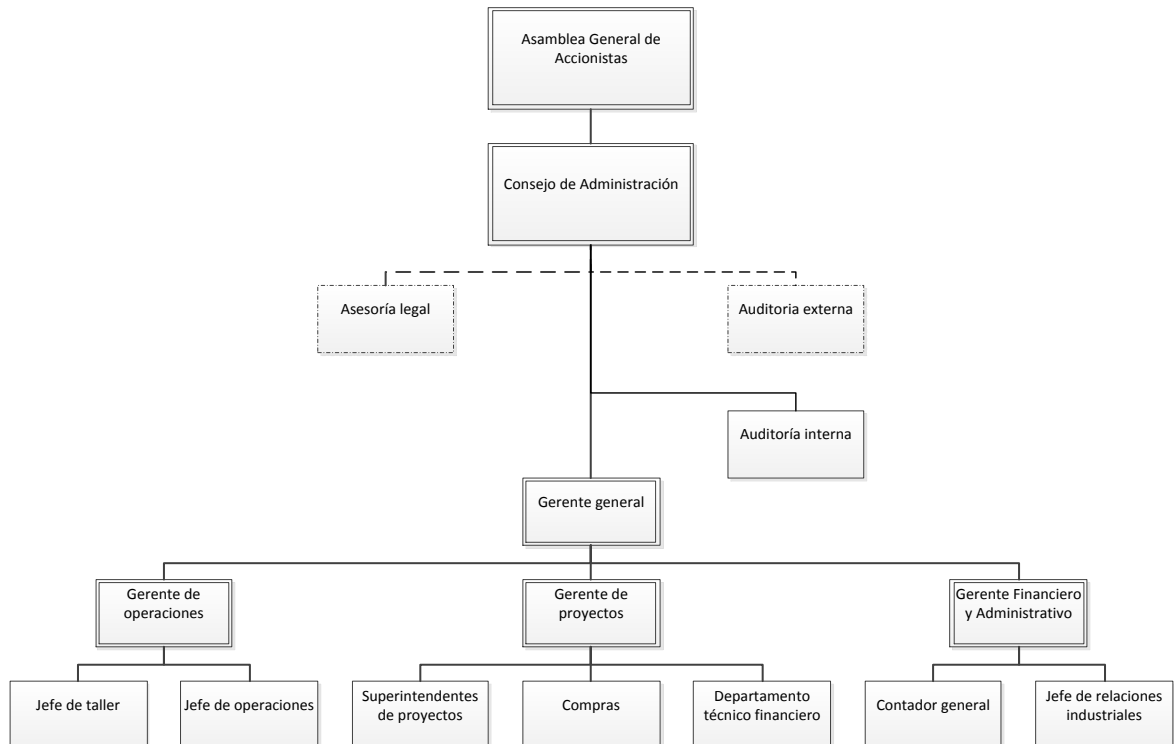 Asamblea General de
Accionistas
Consejo de Administración
Asesoría legal
Auditoria externa
Auditoría interna
Gerente general
Gerente de
operaciones
Gerente de
proyectos
Gerente Financiero
y Administrativo
Jefe de taller
Jefe de operaciones
Superintendentes
de proyectos
Compras
Departamento
técnico financiero
Contador general
Jefe de relaciones
industriales